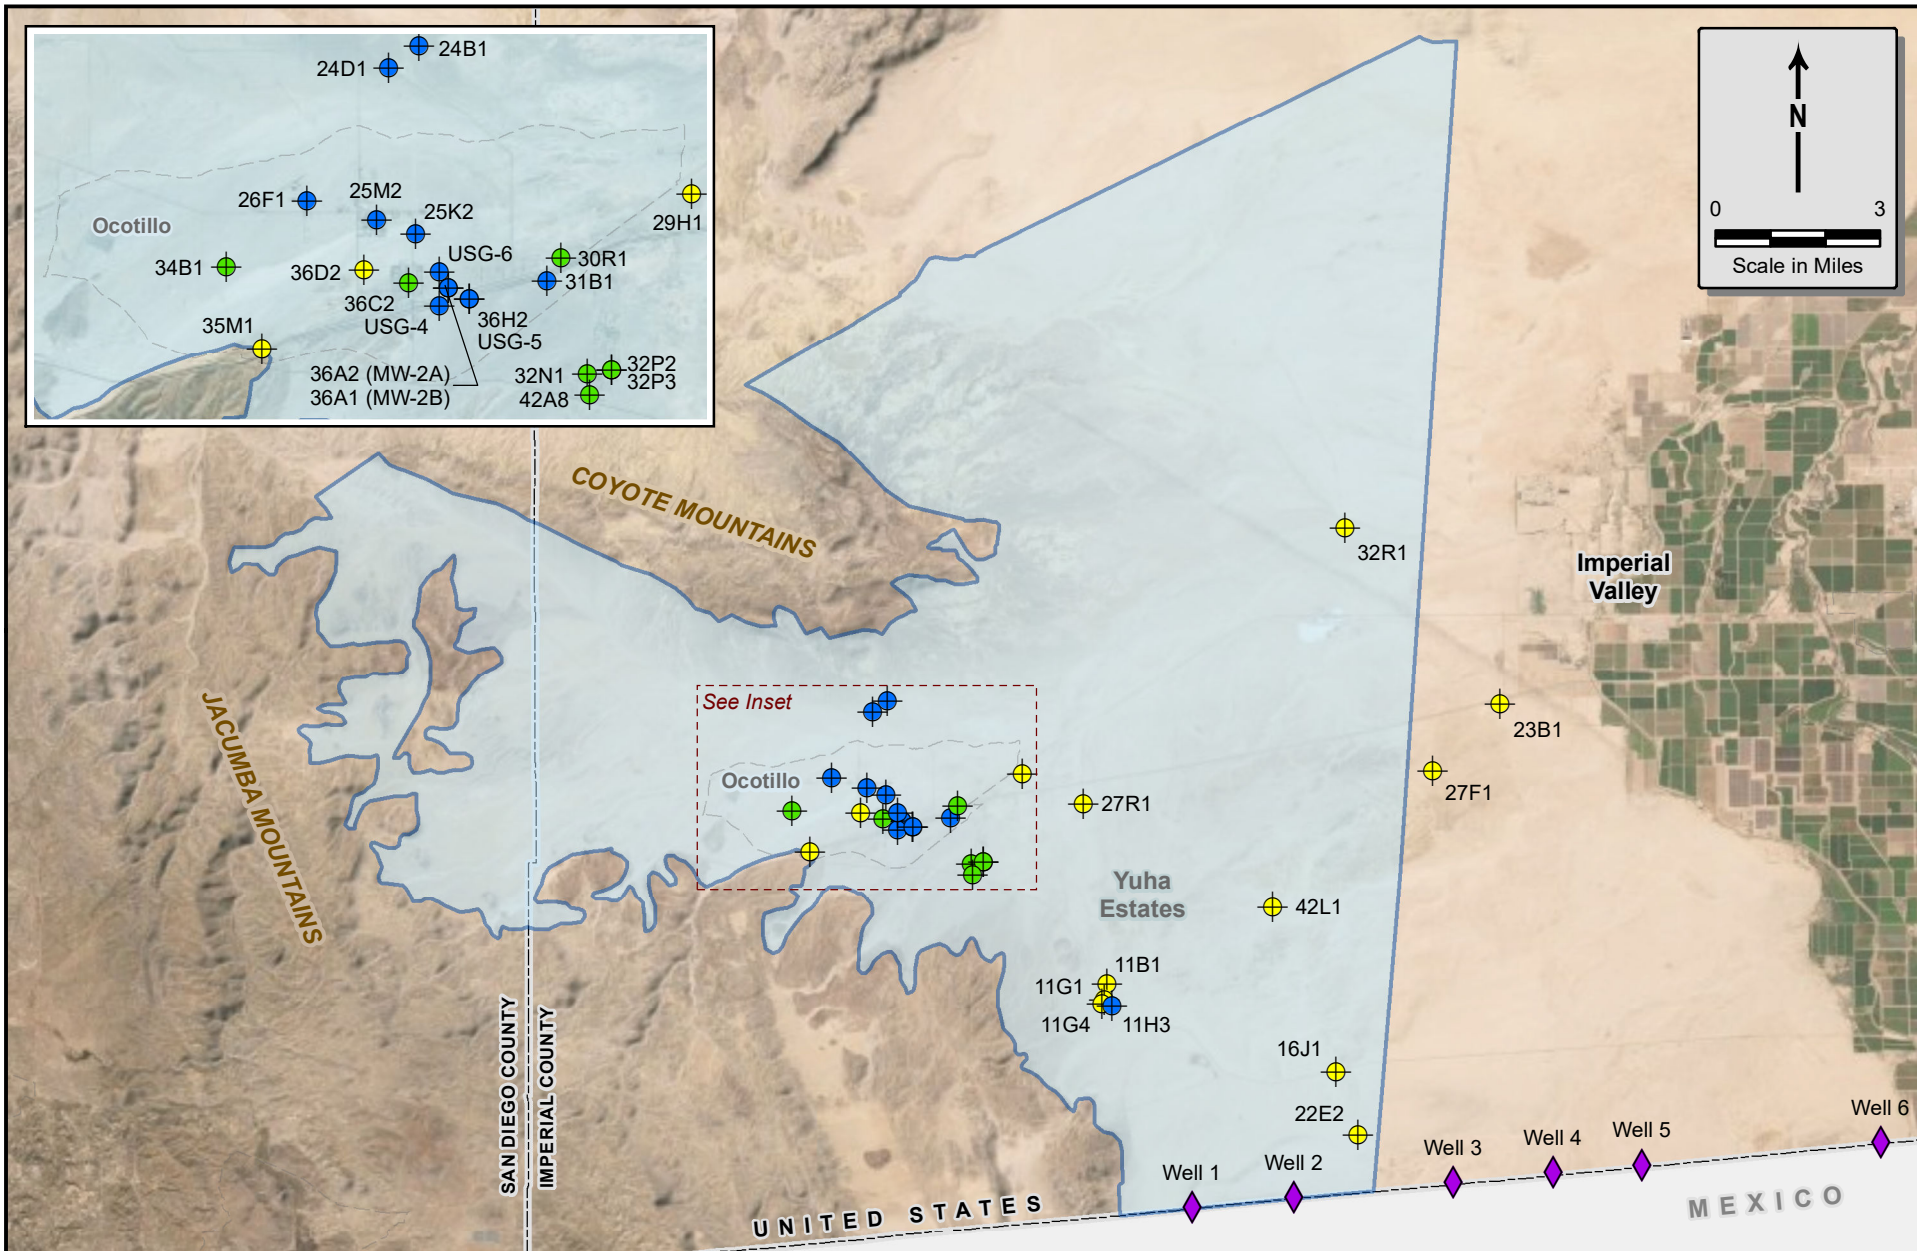 24B1
24D1
26F1
25M2
25K2
29H1
Ocotillo
USG-6
34B1
36D2
30R1
31B1
36C2
USG-4
36H2
USG-5
35M1
36A2 (MW-2A)
36A1 (MW-2B)
32N1
32P2
32P3
42A8
N
0 3
Scale in Miles
COYOTE MOUNTAINS
32R1
Imperial
Valley
JACUMBA MOUNTAINS
See Inset
Ocotillo
23B1
27F1
27R1
Yuha
Estates
42L1
11B1
11G1
11G4
11H3
16J1
22E2
SAN DIEGO COUNTY
IMPERIAL COUNTY
Well 1
Well 2
Well 3
Well 4
Well 5
Well 6
UNITED STATES
MEXICO